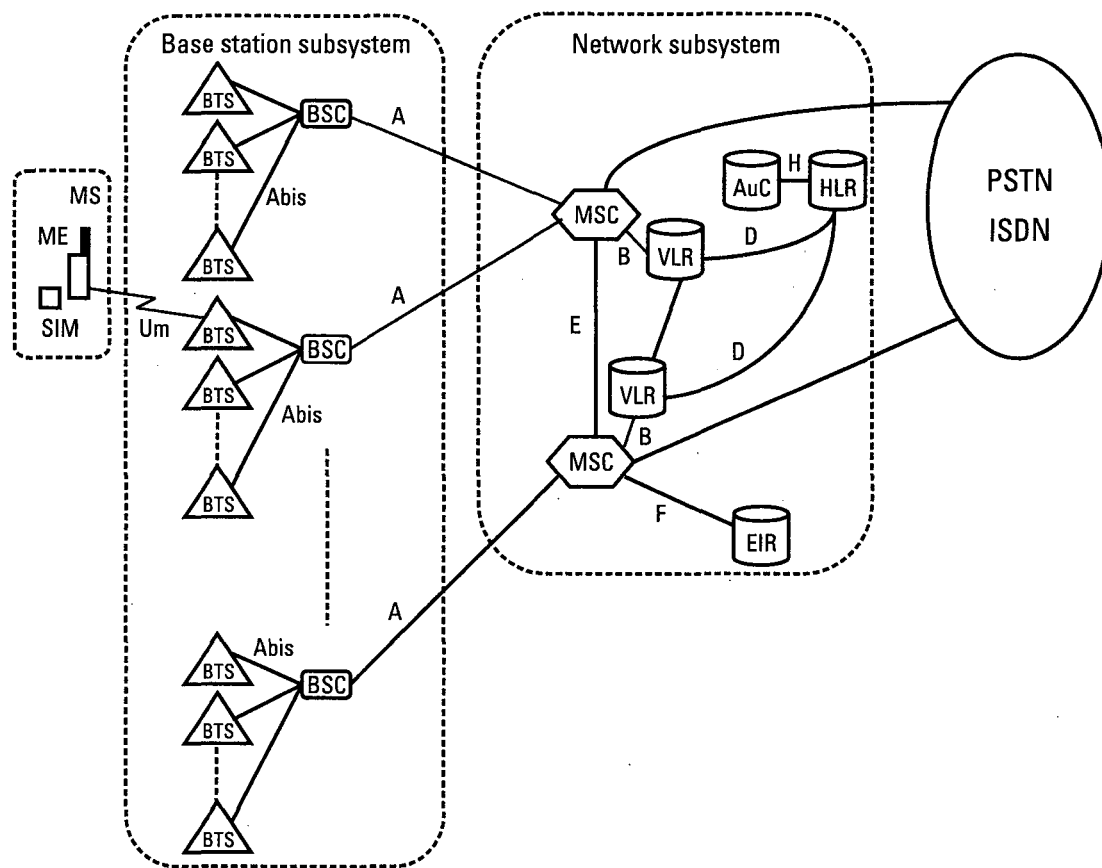 Base station subsystem
Network subsystem
BTS
BSC
A
BTS
Abis
BTS
MS
ME
SIM
Um
BTS
BSC
A
BTS
Abis
BTS
BTS
Abis
BSC
A
BTS
BTS
MSC
B
VLR
D
AuC
H
HLR
E
D
VLR
B
MSC
F
EIR
PSTN
ISDN